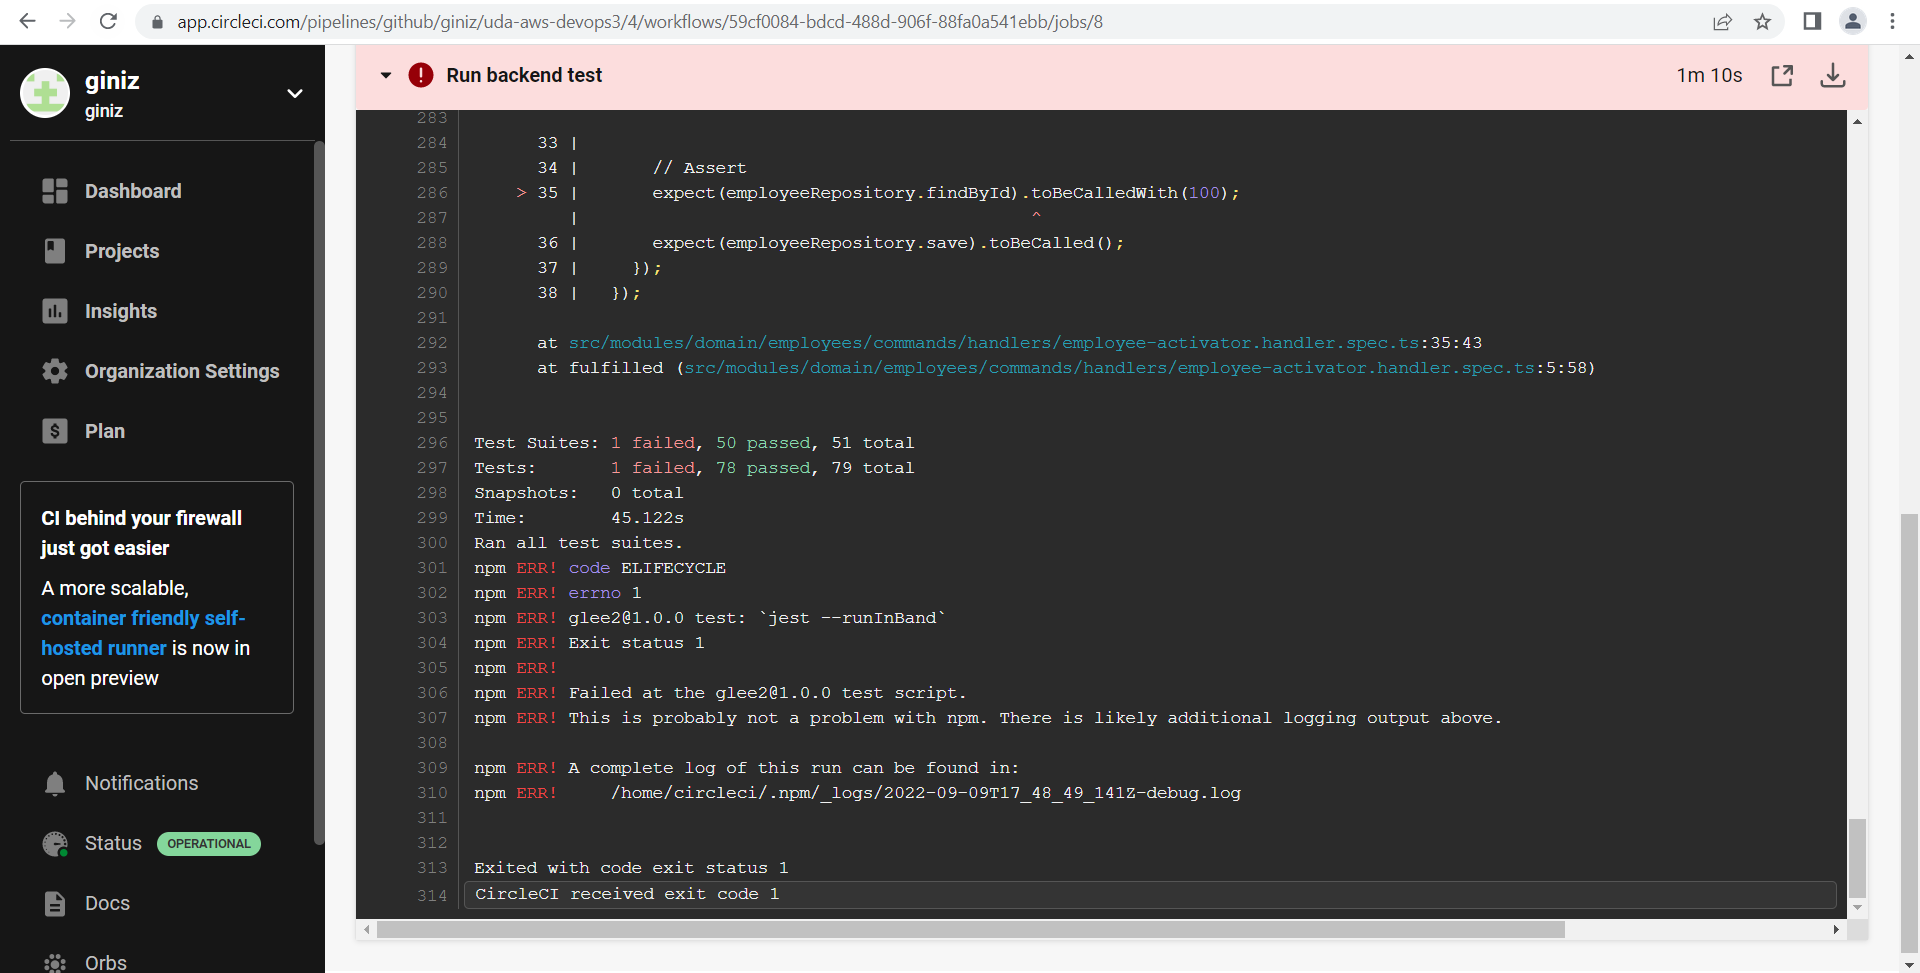 app.circleci.com/pipelines/github/giniz/uda-aws-devops3/4/workflows/59cf0084-bdcd-488d-906f-88fa0a541ebb/jobs/8
giniz
giniz
Dashboard
Projects
Insights
Organization Settings
Plan
CI behind your firewall
just got easier
A more scalable,
container friendly self-
hosted runner is now in
open preview
Notifications
Status OPERATIONAL
Docs
Orbs
Run backend test 1m 10s
283
284 33 |
285 34 | // Assert
286 > 35 | expect(employeeRepository.findById).toBeCalledWith(100);
287 | ^
288 36 | expect(employeeRepository.save).toBeCalled();
289 37 | });
290 38 | });
291
292 at src/modules/domain/employees/commands/handlers/employee-activator.handler.spec.ts:35:43
293 at fulfilled (src/modules/domain/employees/commands/handlers/employee-activator.handler.spec.ts:5:58)
294
295
296 Test Suites: 1 failed, 50 passed, 51 total
297 Tests: 1 failed, 78 passed, 79 total
298 Snapshots: 0 total
299 Time: 45.122s
300 Ran all test suites.
301 npm ERR! code ELIFECYCLE
302 npm ERR! errno 1
303 npm ERR! glee2@1.0.0 test: `jest --runInBand`
304 npm ERR! Exit status 1
305 npm ERR!
306 npm ERR! Failed at the glee2@1.0.0 test script.
307 npm ERR! This is probably not a problem with npm. There is likely additional logging output above.
308
309 npm ERR! A complete log of this run can be found in:
310 npm ERR! /home/circleci/.npm/_logs/2022-09-09T17_48_49_141Z-debug.log
311
312
313 Exited with code exit status 1
314 CircleCI received exit code 1